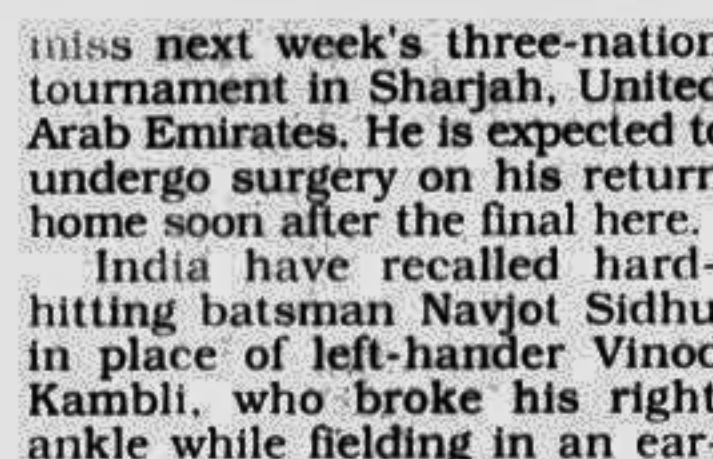 miss next week's three-nation
tournament in Sharjah, United
Arab Emirates. He is expected to
undergo surgery on his return
home soon after the final here.
India have recalled hard-
hitting batsman Navjot Sidhu
in place of left-hander Vinod
Kambli, who broke his right
ankle while fielding in an ear-